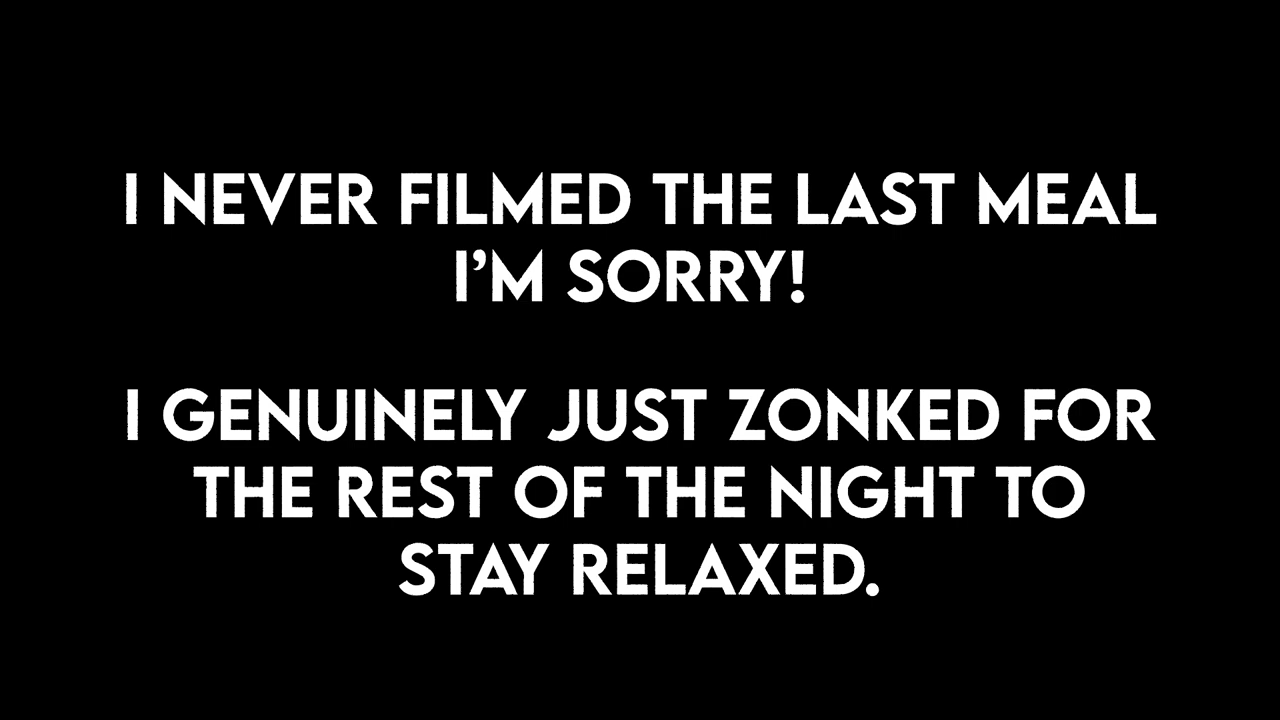 I NEVER FILMED THE LAST MEAL
I'M SORRY!
I GENUINELY JUST ZONKED FOR
THE REST OF THE NIGHT TO
STAY RELAXED.